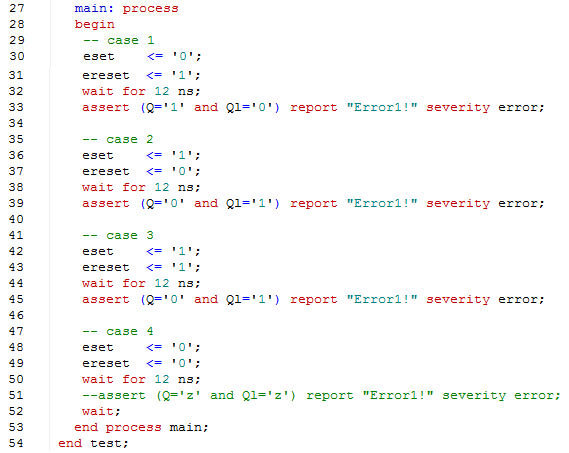 27 main: process
28 begin
29 -- case 1
30 eset <= '0';
31 ereset <= '1';
32 wait for 12 ns;
33 assert (Q='1' and Ql='0') report "Error1!" severity error;
34
35 -- case 2
36 eset <= '1';
37 ereset <= '0';
38 wait for 12 ns;
39 assert (Q='0' and Ql='1') report "Error1!" severity error;
40
41 -- case 3
42 eset <= '1';
43 ereset <= '1';
44 wait for 12 ns;
45 assert (Q='0' and Ql='1') report "Error1!" severity error;
46
47 -- case 4
48 eset <= '0';
49 ereset <= '0';
50 wait for 12 ns;
51 --assert (Q='z' and Ql='z') report "Error1!" severity error;
52 wait;
53 end process main;
54 end test;